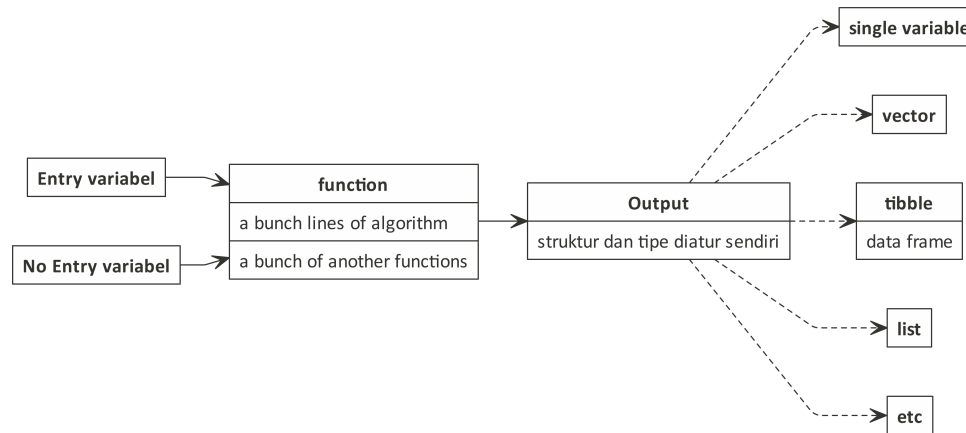 Entry variabel
No Entry variabel
function
a bunch lines of algorithm
a bunch of another functions
Output
struktur dan tipe diatur sendiri
single variable
vector
tibble
data frame
list
etc